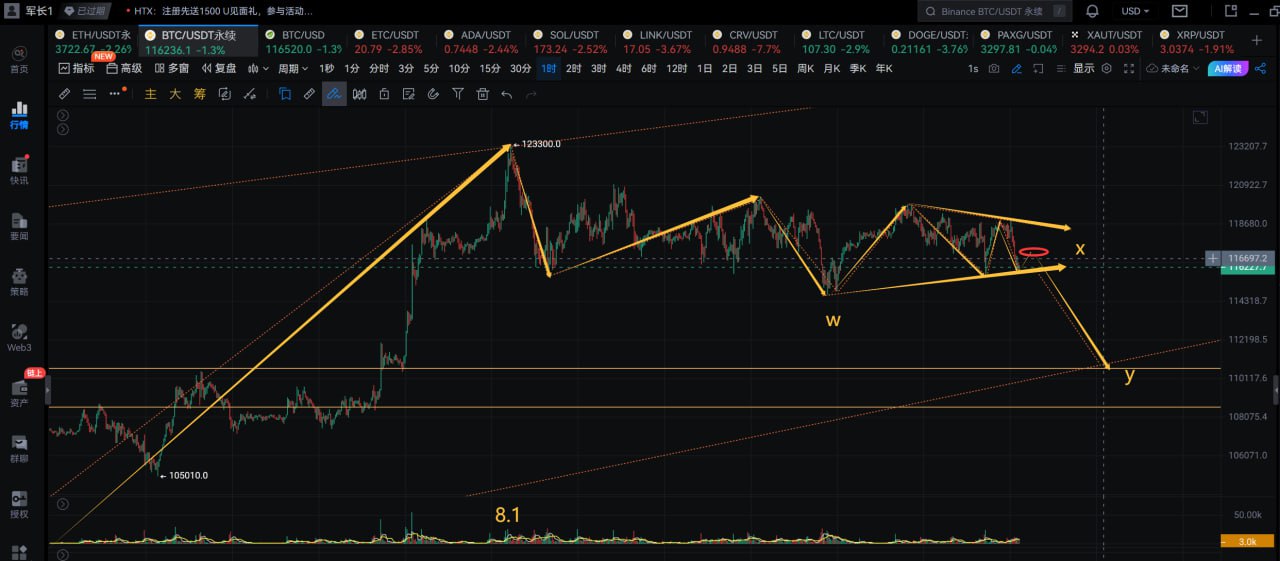 军长1 已过期 HTX：注册先送1500 U见面礼，参与活动... Binance BTC/USDT 永续 / USD
ETH/USDT永 BTC/USDT永续 BTC/USD ETC/USDT ADA/USDT SOL/USDT LINK/USDT CRV/USDT LTC/USDT DOGE/USDT: PAXG/USDT XAUT/USDT XRP/USDT
3722.67 -2.26% 116236.1 -1.3% 116520.0 -1.3% 20.79 -2.85% 0.7448 -2.44% 173.24 -2.52% 17.05 -3.67% 0.9488 -7.7% 107.30 -2.9% 0.21161 -3.76% 3297.81 -0.04% 3294.2 0.03% 3.0374 -1.91%
NEW
指标 高级 多窗 复盘 周期 1秒 1分 分时 3分 5分 10分 15分 30分 1时 2时 3时 4时 6时 12时 1日 2日 3日 5日 周K 月K 季K 年K 1s 显示 未命名 AI解读
主 大 筹
首页
行情
快讯
要闻
策略
Web3
链上
资产
群聊
授权
123300.0
105010.0
w
x
y
8.1
123207.7
120922.7
118680.0
116697.2
116227.7
114318.7
112198.5
110117.6
108075.4
106071.0
50.00k
3.0k